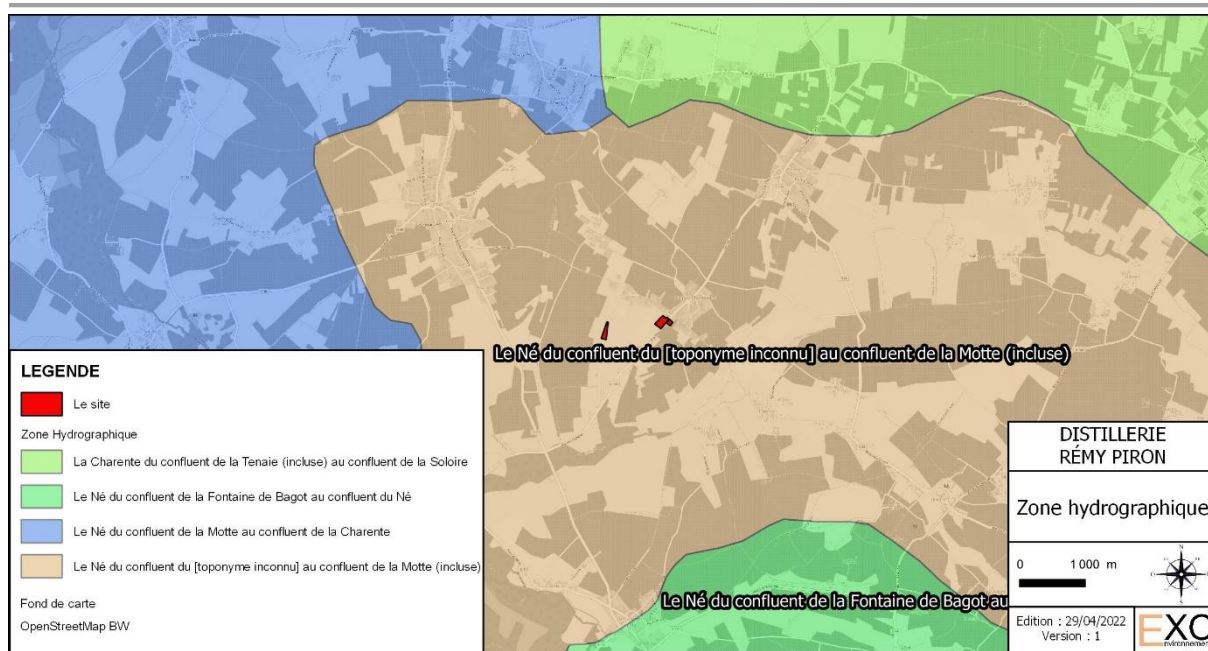 Le Né du confluent du [toponyme inconnu] au confluent de la Motte (incluse)
Le Né du confluent de la Fontaine de Bagot au
LEGENDE
Le site
Zone Hydrographique
La Charente du confluent de la Tenaie (incluse) au confluent de la Soloire
Le Né du confluent de la Fontaine de Bagot au confluent du Né
Le Né du confluent de la Motte au confluent de la Charente
Le Né du confluent du [toponyme inconnu] au confluent de la Motte (incluse)
Fond de carte
OpenStreetMap BW
DISTILLERIE
RÉMY PIRON
Zone hydrographique
0 1 000 m
Edition : 29/04/2022
Version : 1
EXO
nvironnement